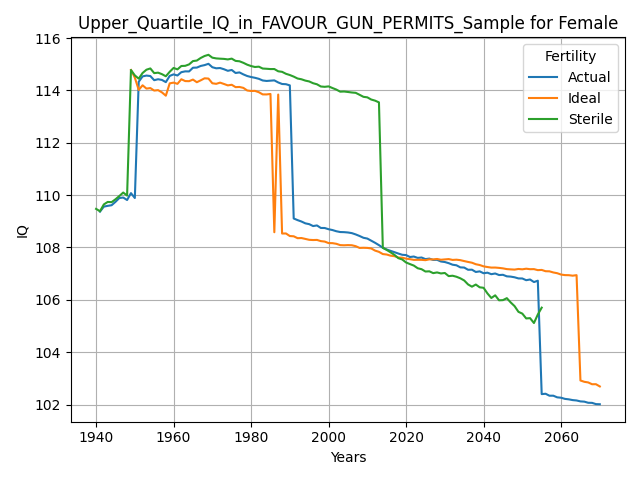 Upper_Quartile_IQ_in_FAVOUR_GUN_PERMITS_Sample for Female
116
114
112
110
108
106
104
102
IQ
Fertility
Actual
Ideal
Sterile
1940
1960
1980
2000
2020
2040
2060
Years